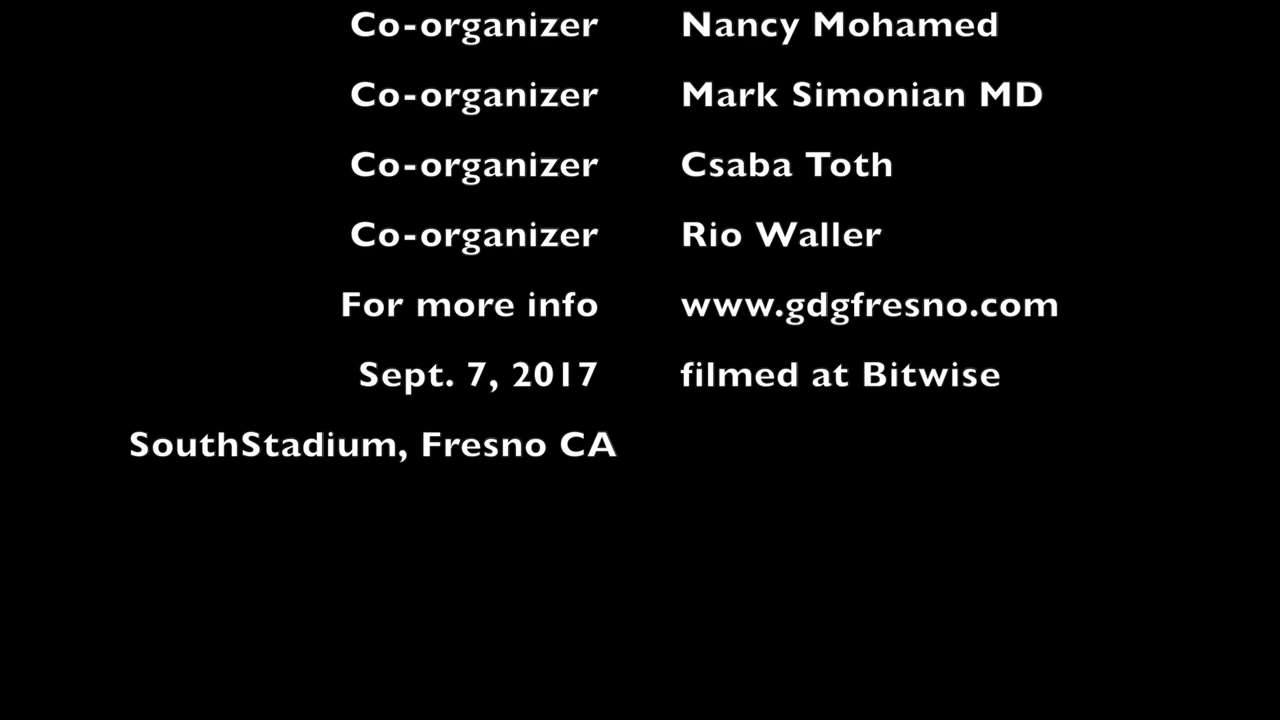 Co-organizer Nancy Mohamed
Co-organizer Mark Simonian MD
Co-organizer Csaba Toth
Co-organizer Rio Waller
For more info www.gdgfresno.com
Sept. 7, 2017 filmed at Bitwise
SouthStadium, Fresno CA